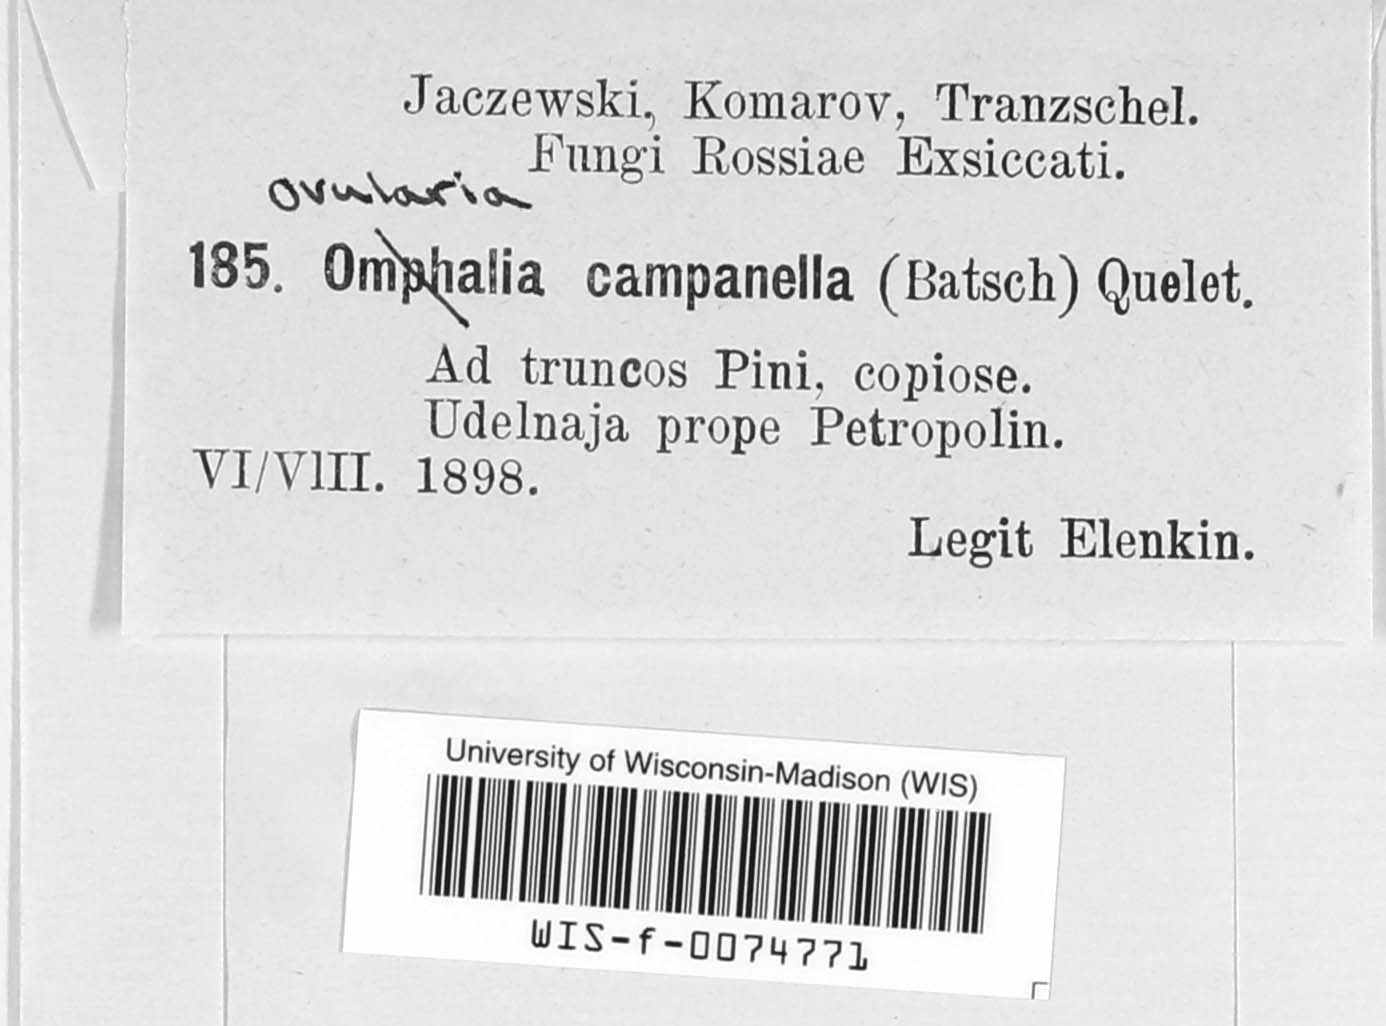 Jaczewski, Komarov, Tranzschel.
Fungi Rossiae Exsiccati.
ovularia
185. Omphalia campanella (Batsch) Quelet.
Ad truncos Pini, copiose.
Udelnaja prope Petropolin.
VI/VIII. 1898.
Legit Elenkin.
University of Wisconsin-Madison (WIS)
WIS-f-0074771